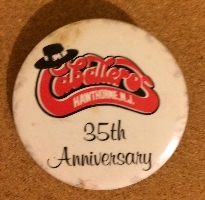 Caballeros
HAWTHORNE, N.J.
35th
Anniversary